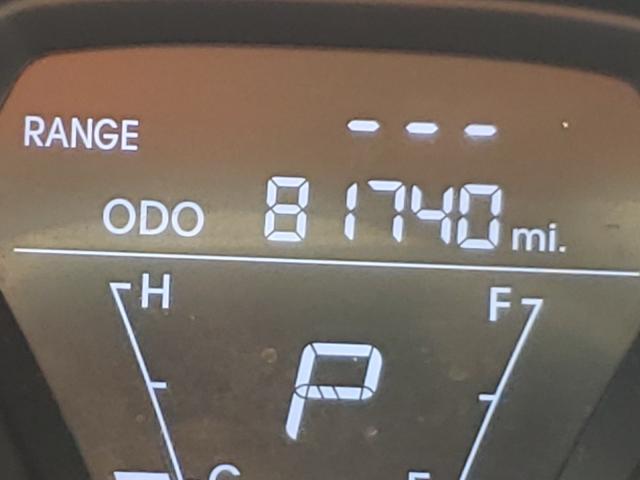 RANGE ---
ODO 81740 mi.
H F
P
C E